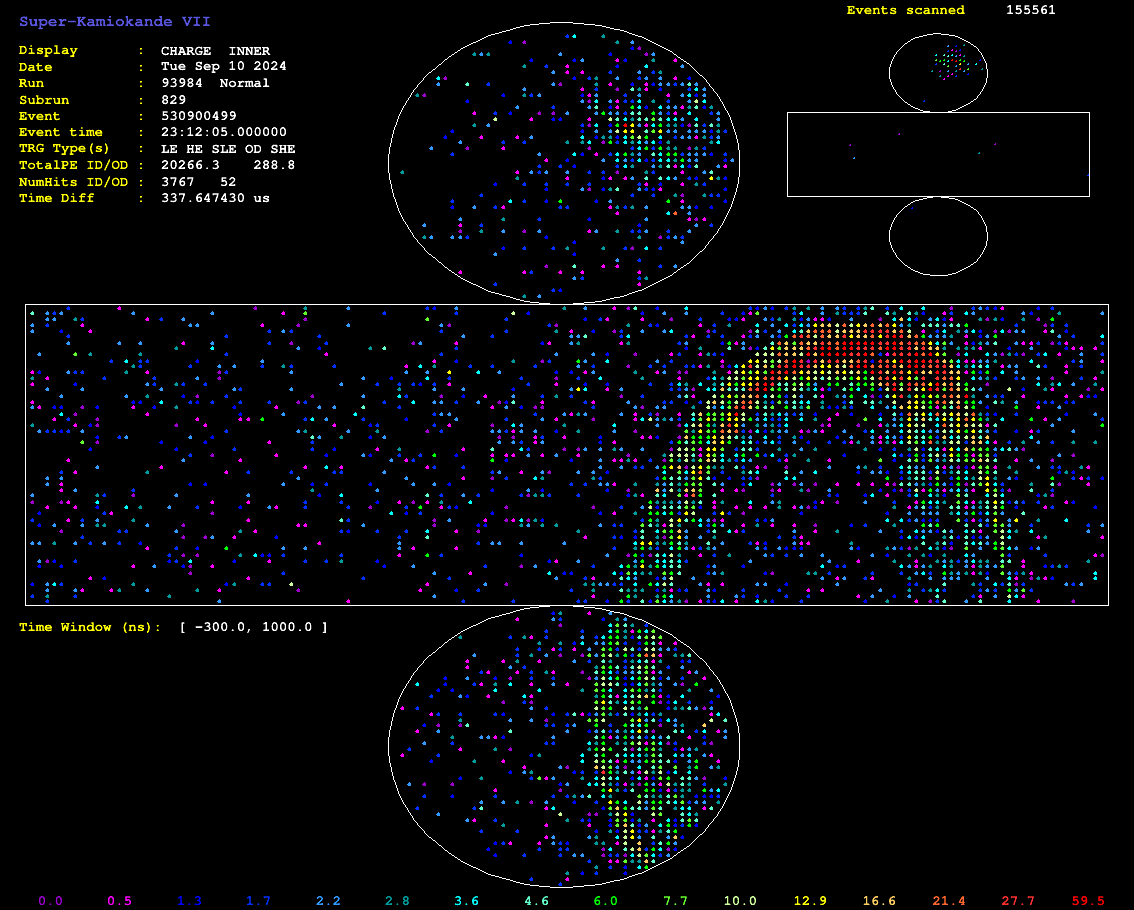 Super-Kamiokande VII
Events scanned 155561
Display : CHARGE INNER
Date : Tue Sep 10 2024
Run : 93984 Normal
Subrun : 829
Event : 530900499
Event time : 23:12:05.000000
TRG Type(s) : LE HE SLE OD SHE
TotalPE ID/OD : 20266.3 288.8
NumHits ID/OD : 3767 52
Time Diff : 337.647430 us
Time Window (ns): [ -300.0, 1000.0 ]
0.0 0.5 1.3 1.7 2.2 2.8 3.6 4.6 6.0 7.7 10.0 12.9 16.6 21.4 27.7 59.5